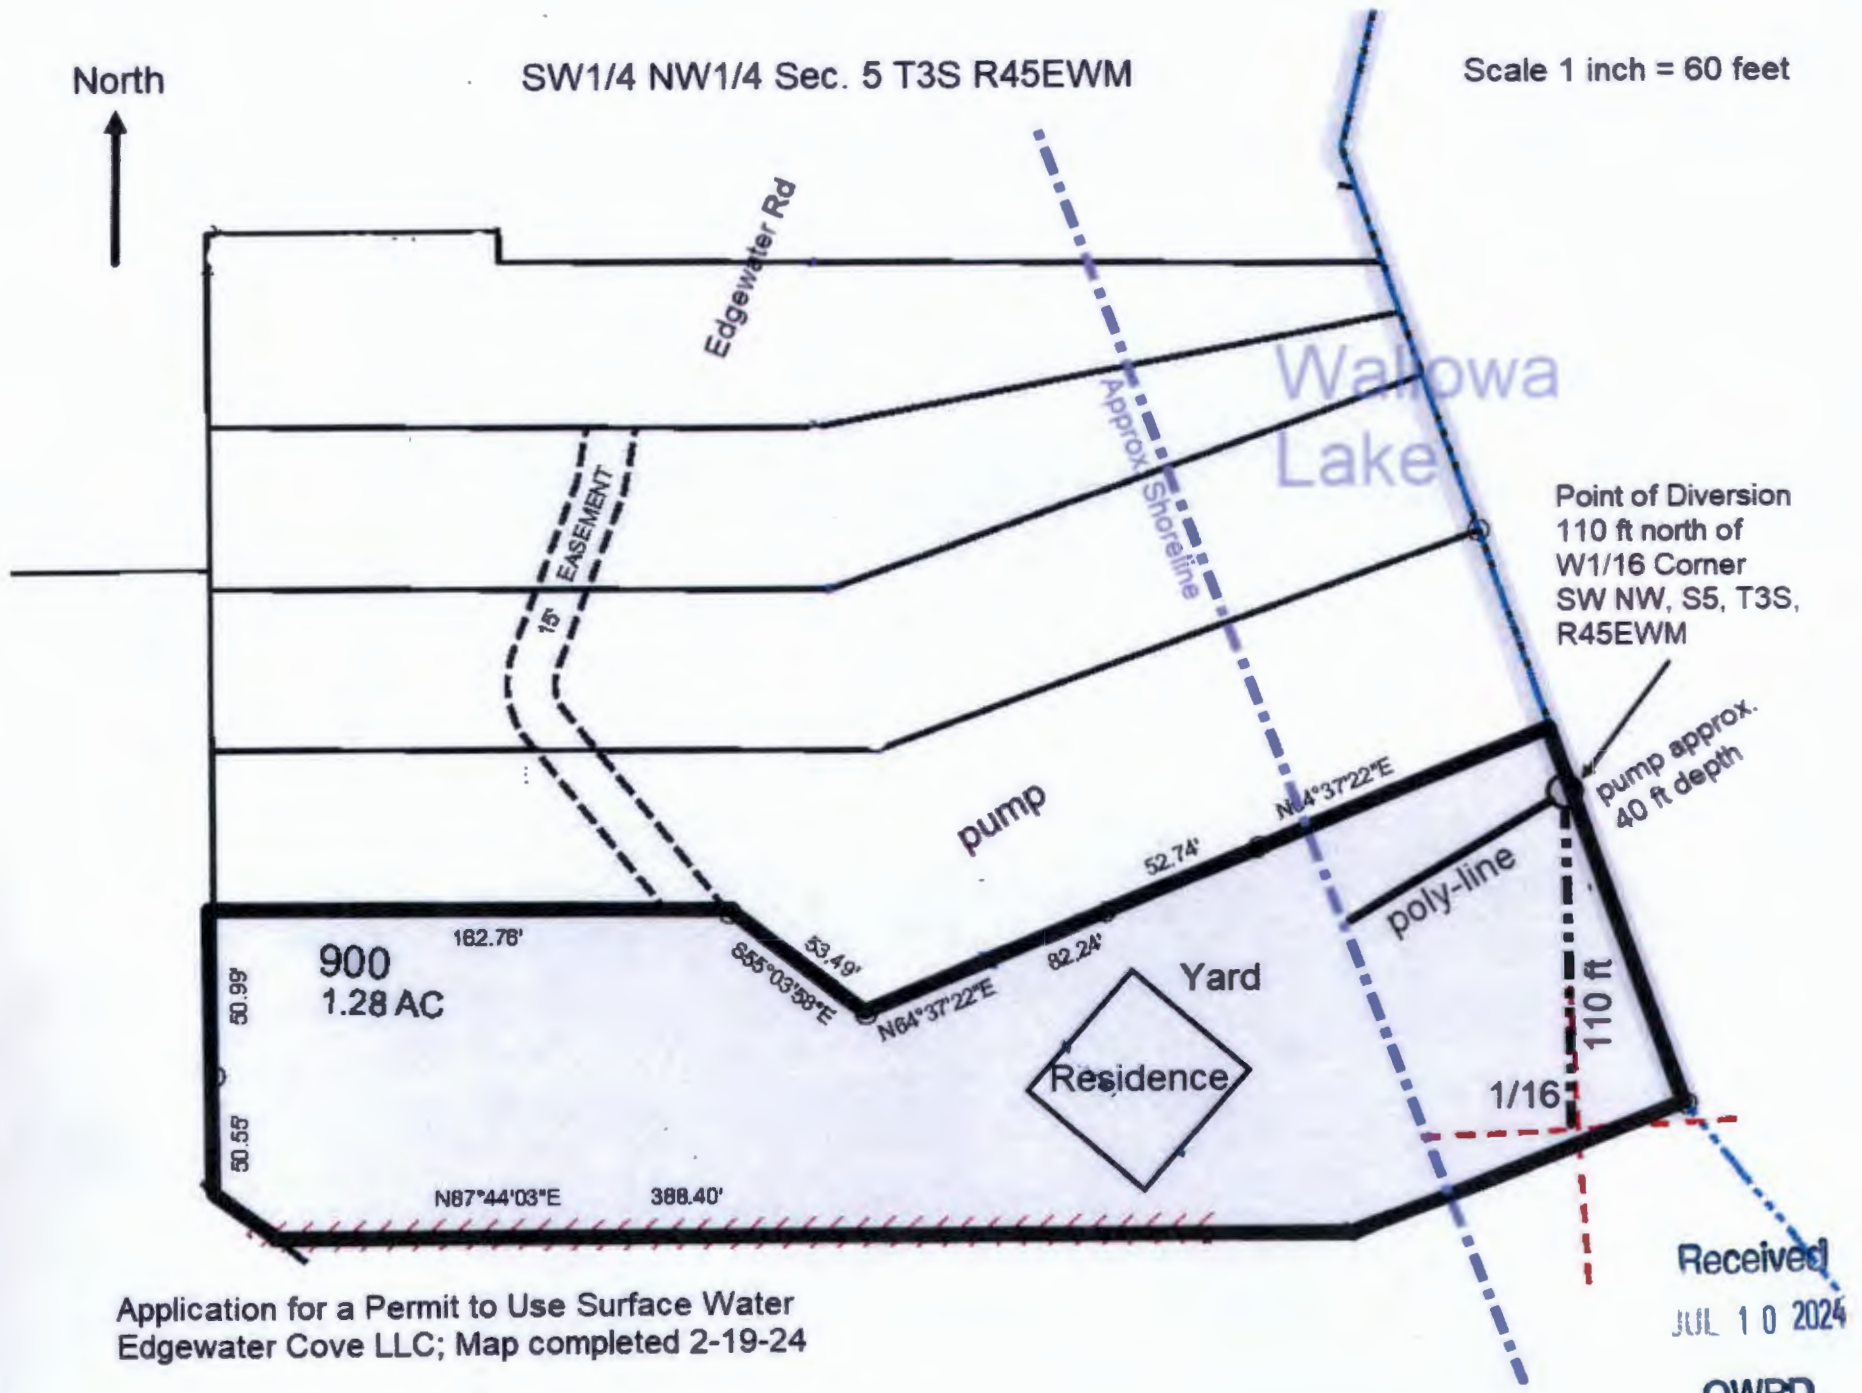 North
SW1/4 NW1/4 Sec. 5 T3S R45EWM
Scale 1 inch = 60 feet
Edgewater Rd
Wallowa
Lake
Approx. Shoreline
15' EASEMENT
Point of Diversion
110 ft north of
W1/16 Corner
SW NW, S5, T3S,
R45EWM
pump approx.
40 ft depth
pump
N64°37'22"E
52.74'
poly-line
162.76'
53.49'
S55°03'58"E
82.24'
N64°37'22"E
900
1.28 AC
50.99'
Yard
Residence
110 ft
1/16
50.55'
N87°44'03"E
388.40'
Received
JUL 10 2024
OWRD
Application for a Permit to Use Surface Water
Edgewater Cove LLC; Map completed 2-19-24